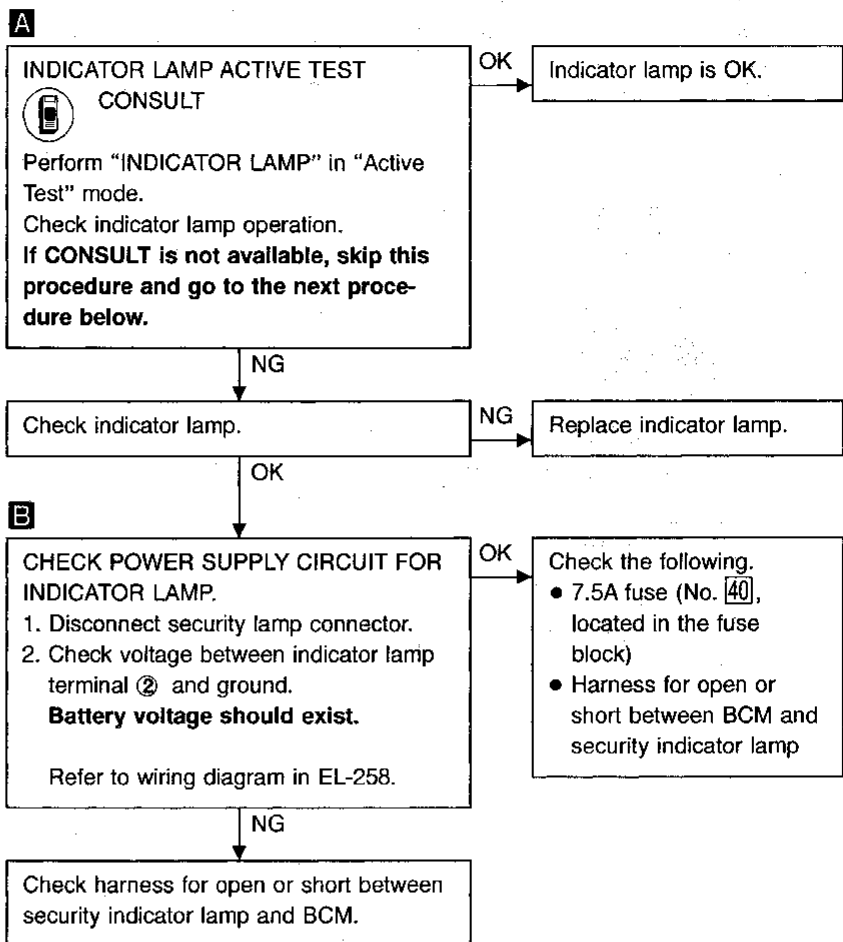 A
INDICATOR LAMP ACTIVE TEST
CONSULT
Perform “INDICATOR LAMP” in “Active
Test” mode.
Check indicator lamp operation.
If CONSULT is not available, skip this
procedure and go to the next proce-
dure below.
OK
Indicator lamp is OK.
NG
Check indicator lamp.
NG
Replace indicator lamp.
OK
B
CHECK POWER SUPPLY CIRCUIT FOR
INDICATOR LAMP.
1. Disconnect security lamp connector.
2. Check voltage between indicator lamp
terminal ② and ground.
Battery voltage should exist.
Refer to wiring diagram in EL-258.
OK
Check the following.
● 7.5A fuse (No. 40,
located in the fuse
block)
● Harness for open or
short between BCM and
security indicator lamp
NG
Check harness for open or short between
security indicator lamp and BCM.